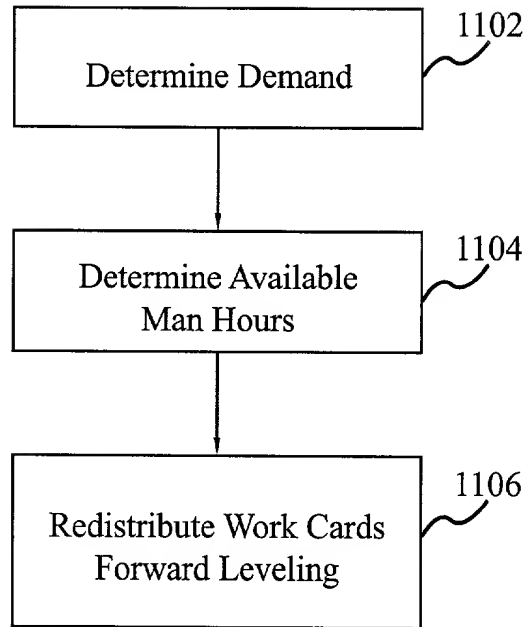 1102
Determine Demand
1104
Determine Available
Man Hours
1106
Redistribute Work Cards
Forward Leveling